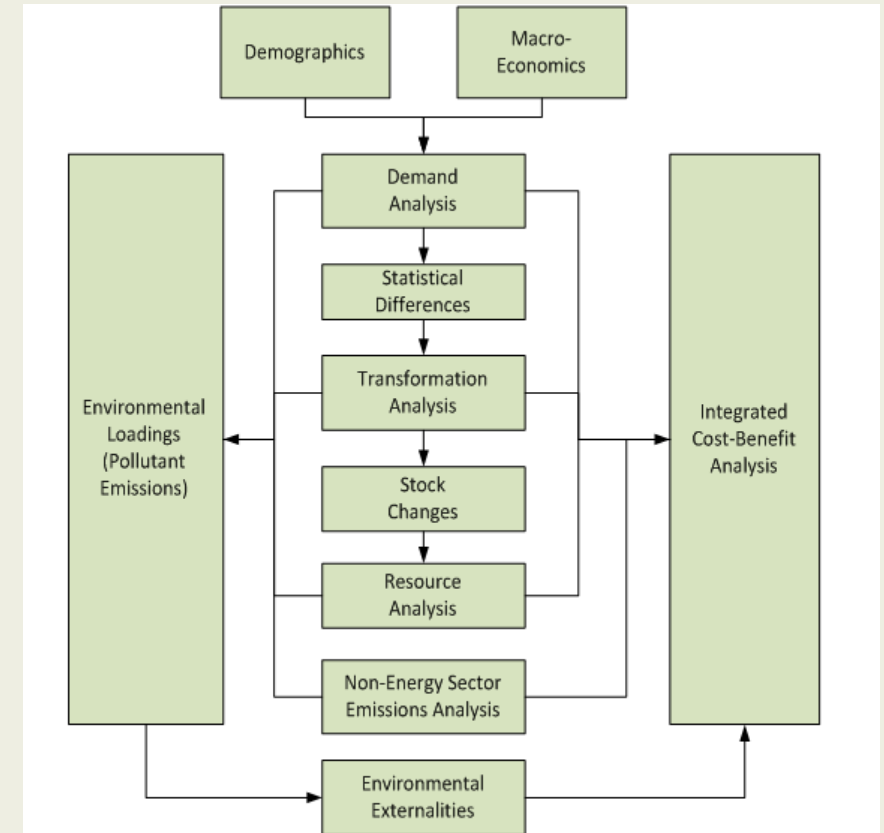 Demographics
Macro-
Economics
Demand
Analysis
Statistical
Differences
Transformation
Analysis
Environmental
Loadings
(Pollutant
Emissions)
Integrated
Cost-Benefit
Analysis
Stock
Changes
Resource
Analysis
Non-Energy Sector
Emissions Analysis
Environmental
Externalities